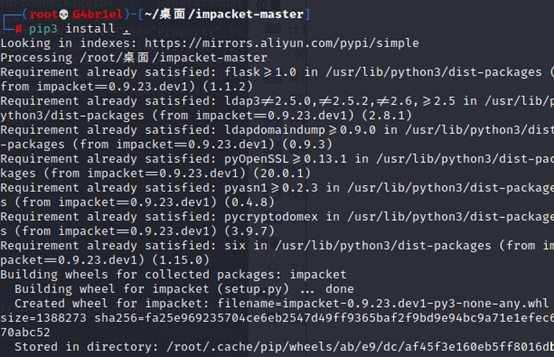 ┌──(root💀G4br1el)-[~/桌面/impacket-master]
└─# pip3 install .
Looking in indexes: https://mirrors.aliyun.com/pypi/simple
Processing /root/桌面/impacket-master
Requirement already satisfied: flask≥1.0 in /usr/lib/python3/dist-packages (
from impacket==0.9.23.dev1) (1.1.2)
Requirement already satisfied: ldap3≠2.5.0,≠2.5.2,≠2.6,≥2.5 in /usr/lib/p
ython3/dist-packages (from impacket==0.9.23.dev1) (2.8.1)
Requirement already satisfied: ldapdomaindump≥0.9.0 in /usr/lib/python3/dist
-packages (from impacket==0.9.23.dev1) (0.9.3)
Requirement already satisfied: pyOpenSSL≥0.13.1 in /usr/lib/python3/dist-pac
kages (from impacket==0.9.23.dev1) (20.0.1)
Requirement already satisfied: pyasn1≥0.2.3 in /usr/lib/python3/dist-package
s (from impacket==0.9.23.dev1) (0.4.8)
Requirement already satisfied: pycryptodomex in /usr/lib/python3/dist-package
s (from impacket==0.9.23.dev1) (3.9.7)
Requirement already satisfied: six in /usr/lib/python3/dist-packages (from im
packet==0.9.23.dev1) (1.15.0)
Building wheels for collected packages: impacket
Building wheel for impacket (setup.py) ... done
Created wheel for impacket: filename=impacket-0.9.23.dev1-py3-none-any.whl
size=1388273 sha256=fa25e969235704ce6eb2547d49ff9365baf2f9bd9e94bc9a71e1efec6
70abc52
Stored in directory: /root/.cache/pip/wheels/ab/e9/dc/af45f3e160eb5ff8016db